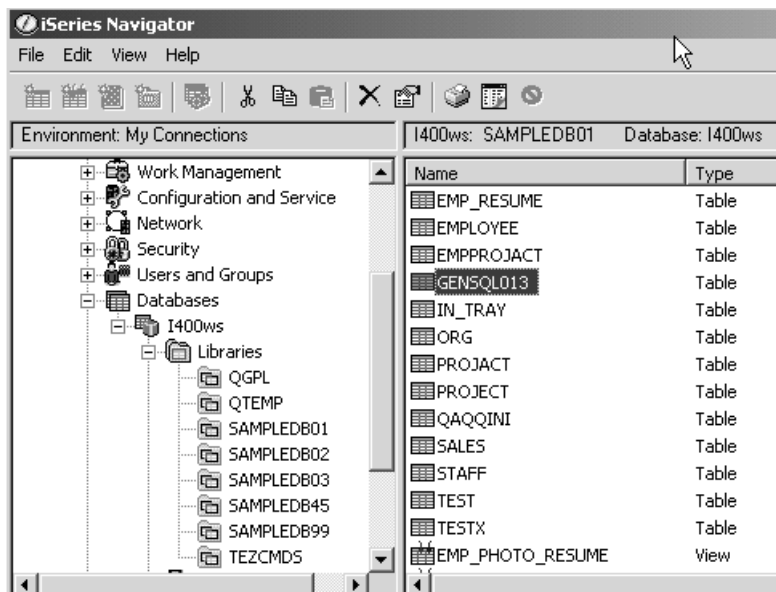 iSeries Navigator
File Edit View Help
Environment: My Connections
I400ws: SAMPLEDB01 Database: I400ws
Work Management
Configuration and Service
Network
Security
Users and Groups
Databases
I400ws
Libraries
QGPL
QTEMP
SAMPLEDB01
SAMPLEDB02
SAMPLEDB03
SAMPLEDB45
SAMPLEDB99
TEZCMDS
Name Type
EMP_RESUME Table
EMPLOYEE Table
EMPPROJACT Table
GENSQL013 Table
IN_TRAY Table
ORG Table
PROJACT Table
PROJECT Table
QAQQINI Table
SALES Table
STAFF Table
TEST Table
TESTX Table
EMP_PHOTO_RESUME View